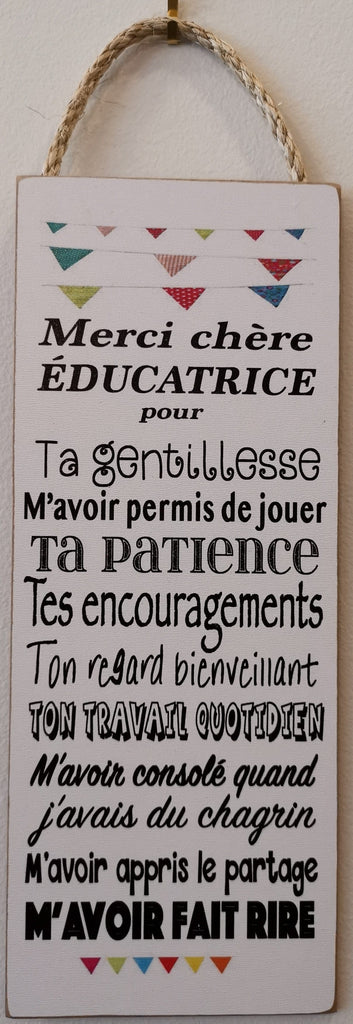 Merci chère
ÉDUCATRICE
pour
Ta gentillesse
M'avoir permis de jouer
Ta PATIENCE
Tes encouragements
Ton regard bienveillant
TON TRAVAIL QUOTIDIEN
M'avoir consolé quand
j'avais du chagrin
M'avoir appris le partage
M'AVOIR FAIT RIRE